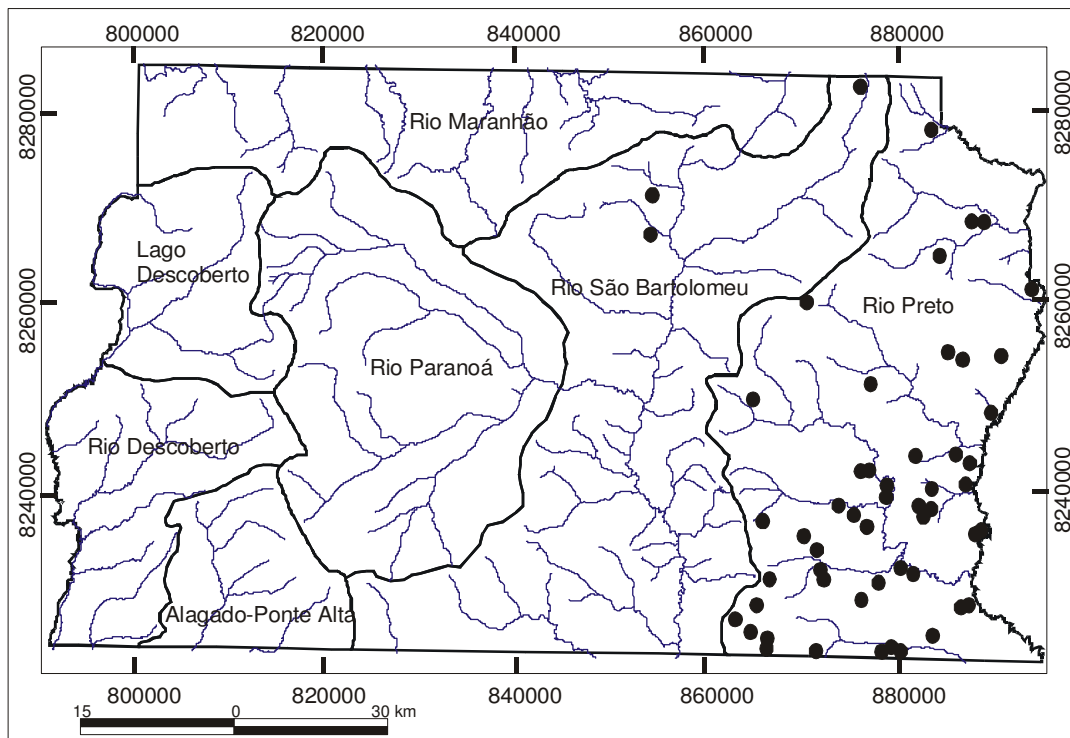 800000 820000 840000 860000 880000
8280000
8280000
Rio Maranhão
Lago
Descoberto
Rio São Bartolomeu
Rio Preto
8260000
8260000
Rio Paranoá
Rio Descoberto
8240000
8240000
Alagado-Ponte Alta
800000 820000 840000 860000 880000
15 0 30 km